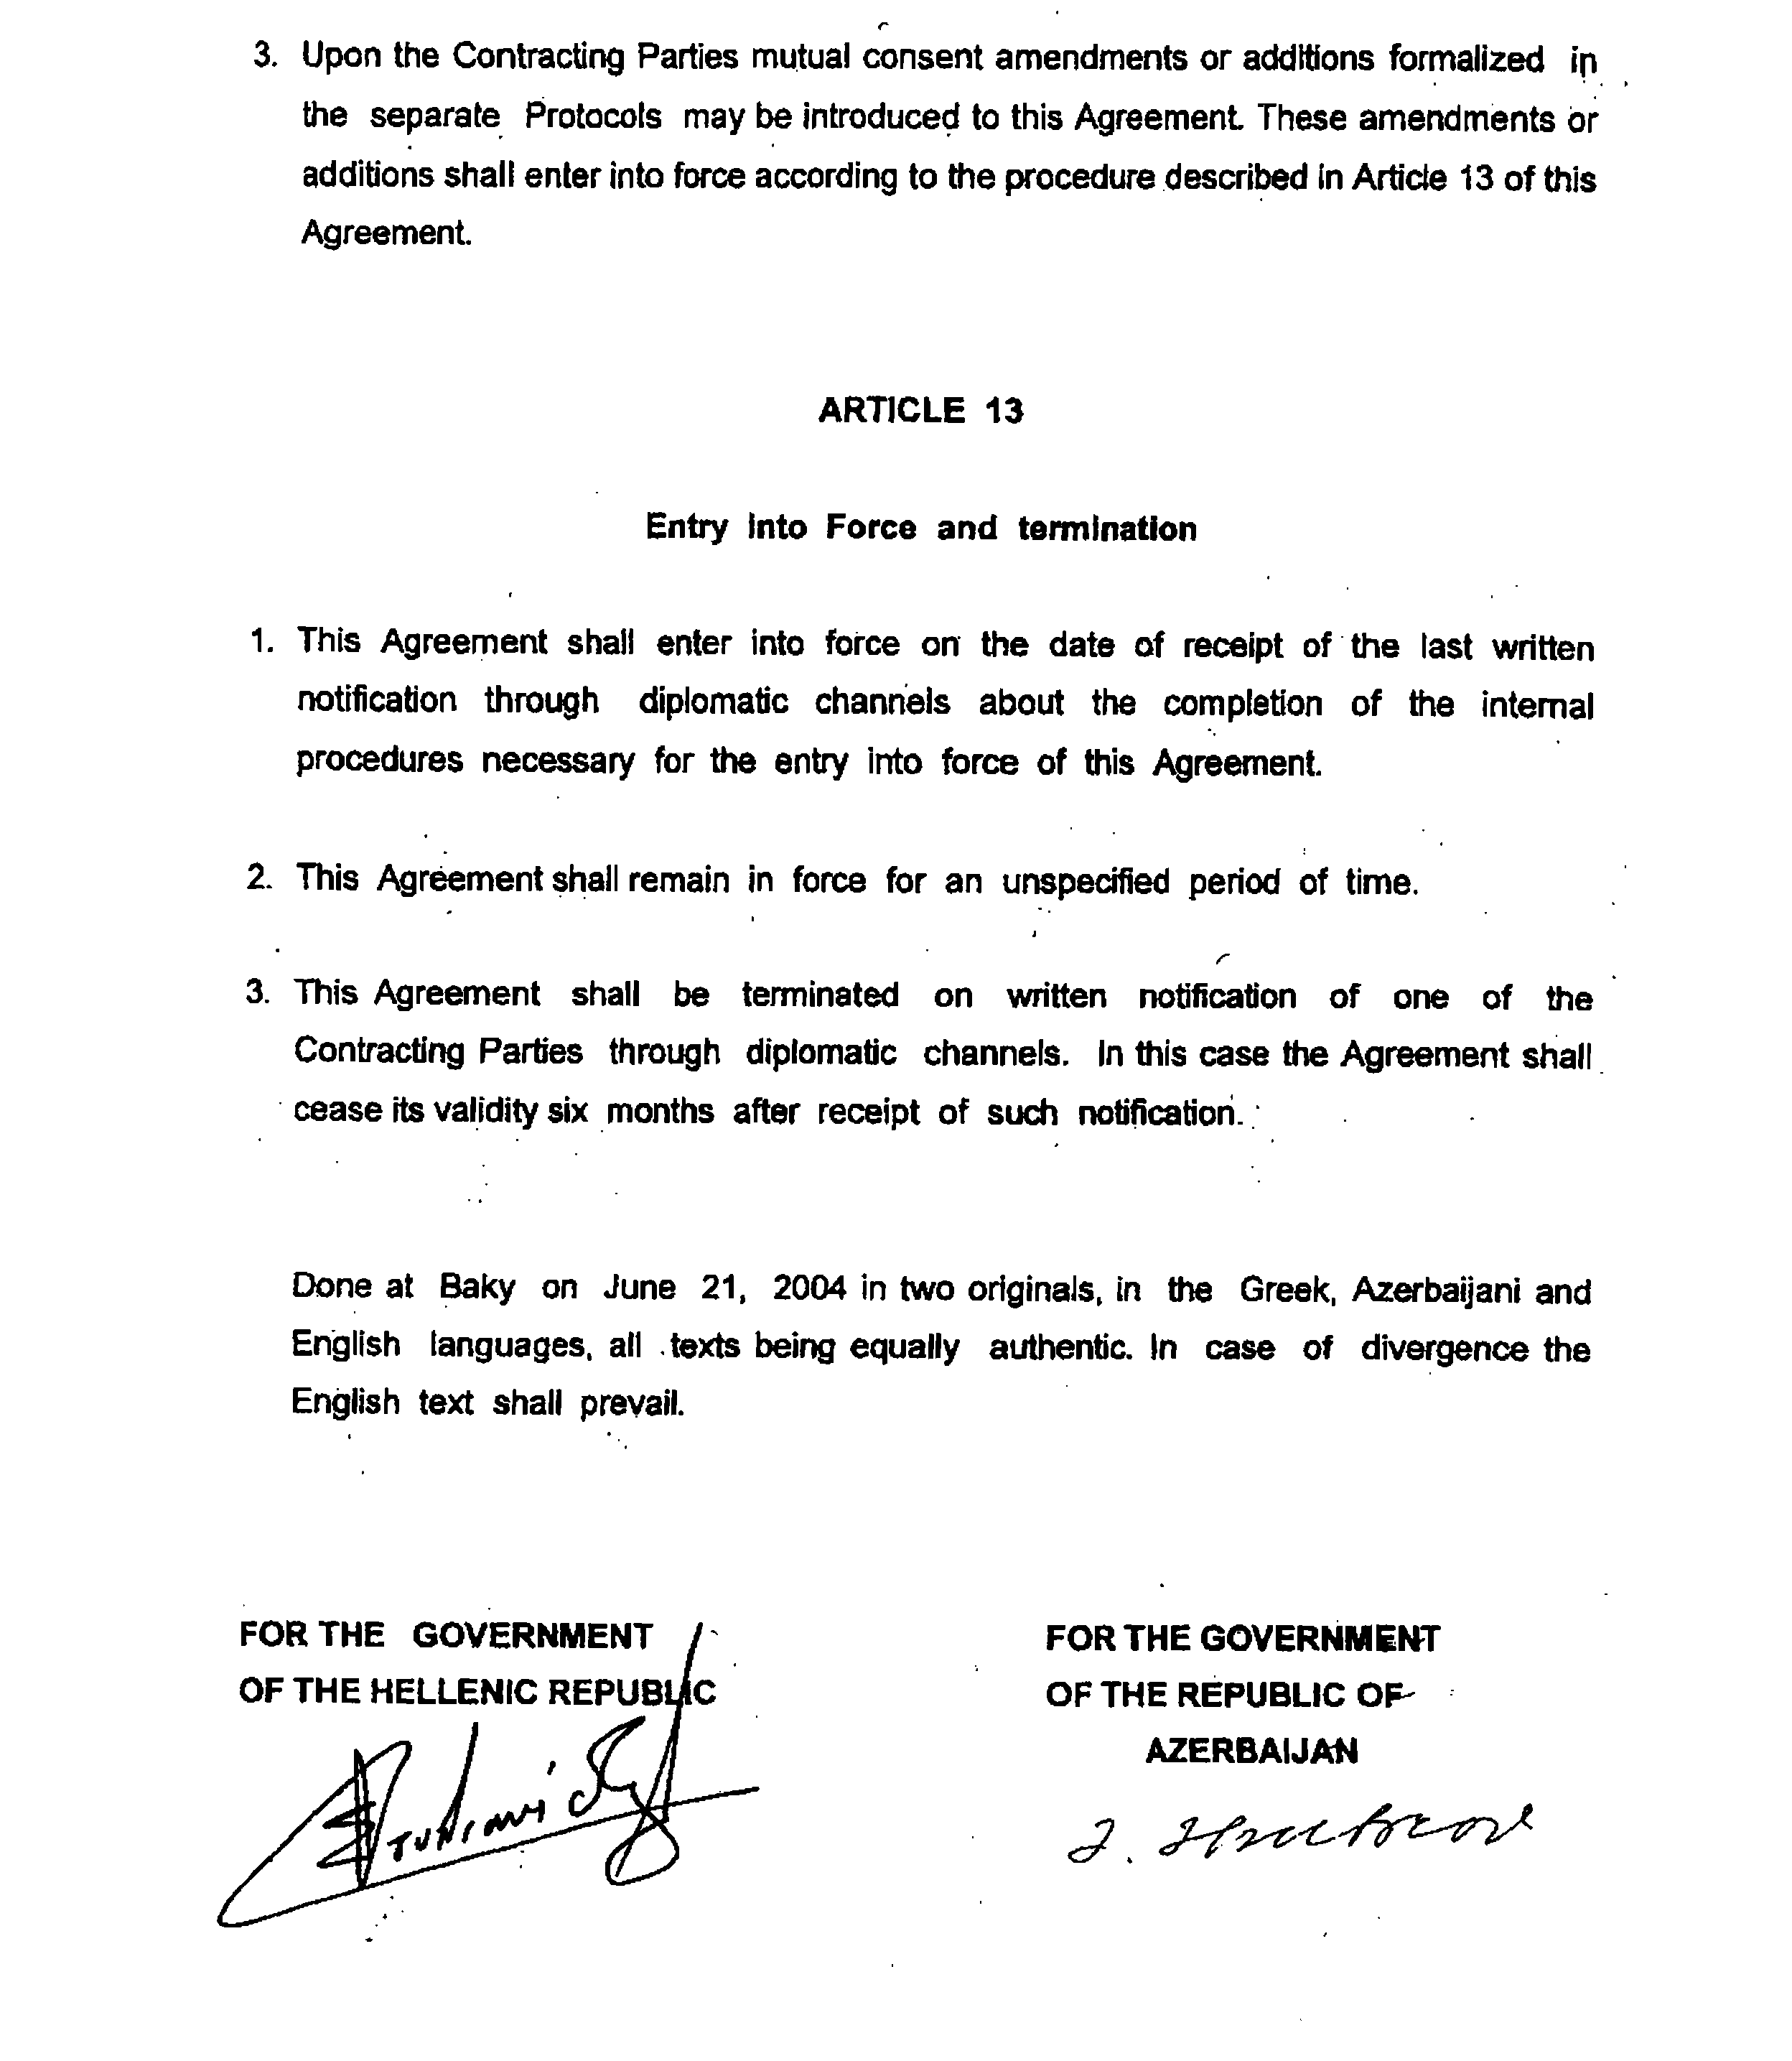 3. Upon the Contracting Parties mutual consent amendments or additions formalized in
the separate Protocols may be introduced to this Agreement. These amendments or
additions shall enter into force according to the procedure described in Article 13 of this
Agreement.
ARTICLE 13
Entry into Force and termination
1. This Agreement shall enter into force on the date of receipt of the last written
notification through diplomatic channels about the completion of the internal
procedures necessary for the entry into force of this Agreement.
2. This Agreement shall remain in force for an unspecified period of time.
3. This Agreement shall be terminated on written notification of one of the
Contracting Parties through diplomatic channels. In this case the Agreement shall
cease its validity six months after receipt of such notification.
Done at Baky on June 21, 2004 in two originals, in the Greek, Azerbaijani and
English languages, all texts being equally authentic. In case of divergence the
English text shall prevail.
FOR THE GOVERNMENT
OF THE HELLENIC REPUBLIC
FOR THE GOVERNMENT
OF THE REPUBLIC OF
AZERBAIJAN